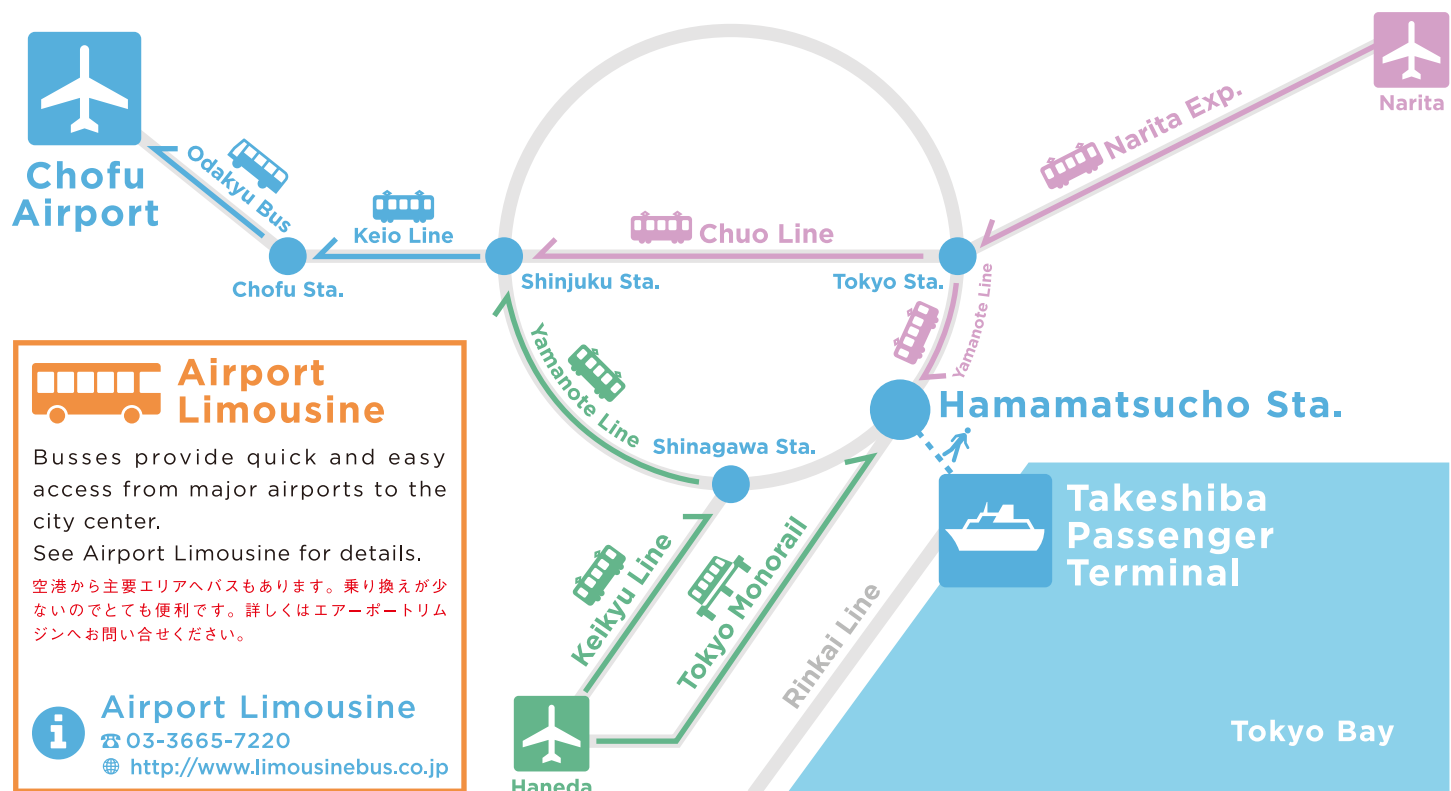 Chofu
Airport
Odakyu Bus
Keio Line
Chofu Sta.
Shinjuku Sta.
Chuo Line
Tokyo Sta.
Narita Exp.
Narita
Yamanote Line
Hamamatsucho Sta.
Yamanote Line
Shinagawa Sta.
Keikyu Line
Tokyo Monorail
Haneda
Rinkai Line
Takeshiba
Passenger
Terminal
Tokyo Bay
Airport
Limousine
Busses provide quick and easy
access from major airports to the
city center.
See Airport Limousine for details.
空港から主要エリアへバスもあります。乗り換えが少
ないのでとても便利です。詳しくはエアーポートリム
ジンへお問い合せください。
i
Airport Limousine
☎ 03-3665-7220
http://www.limousinebus.co.jp